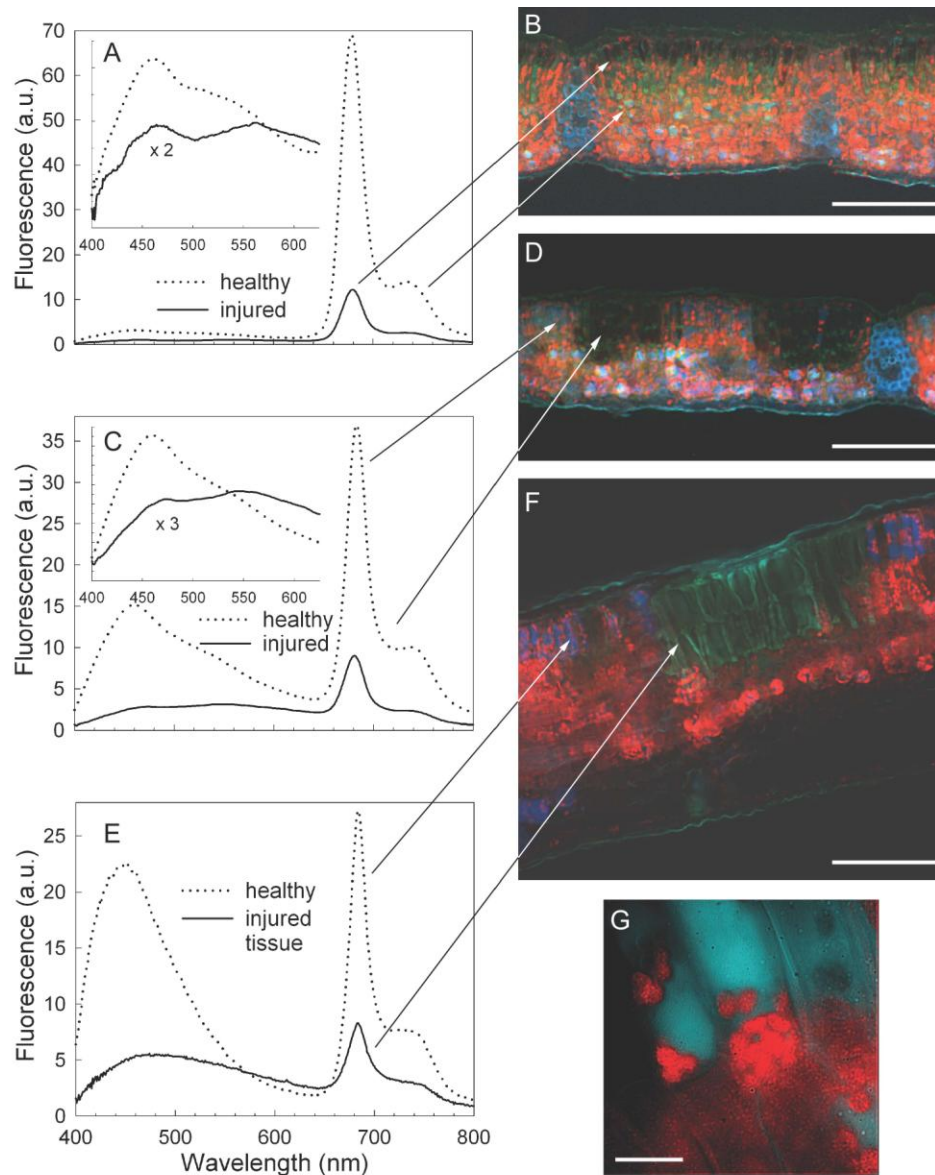 A
Fluorescence (a.u.)
70
60
50
40
30
20
10
0
x 2
400 450 500 550 600
healthy
injured
B
C
Fluorescence (a.u.)
35
30
25
20
15
10
5
0
x 3
400 450 500 550 600
healthy
injured
D
E
Fluorescence (a.u.)
25
20
15
10
5
0
healthy
injured
tissue
400 500 600 700 800
Wavelength (nm)
F
G